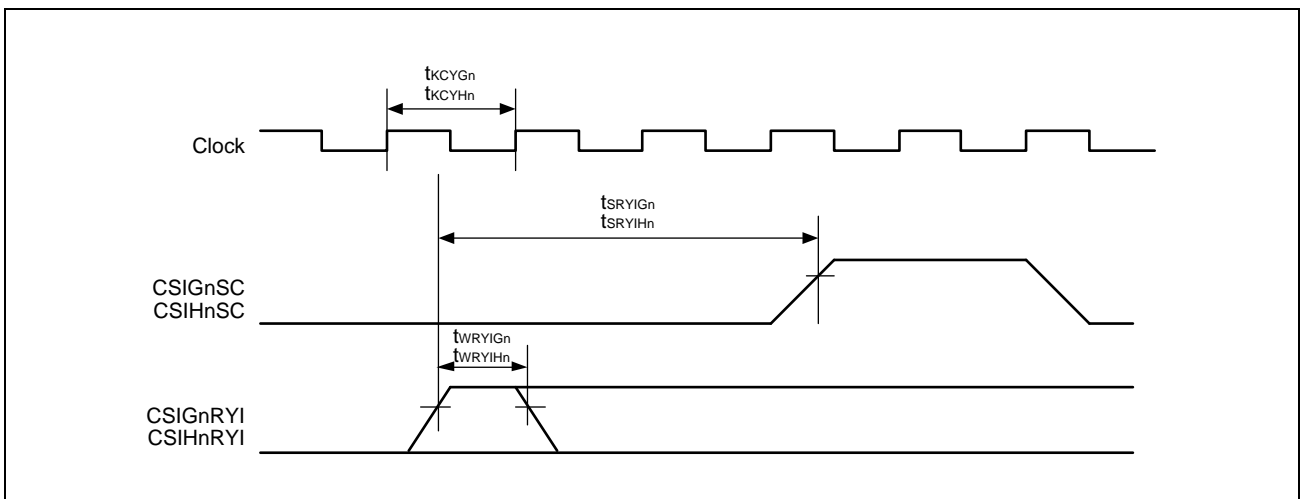 tKCYGn
tKCYHn
Clock
tSRYIGn
tSRYIHn
CSIGnSC
CSIHnSC
tWRYIGn
tWRYIHn
CSIGnRYI
CSIHnRYI